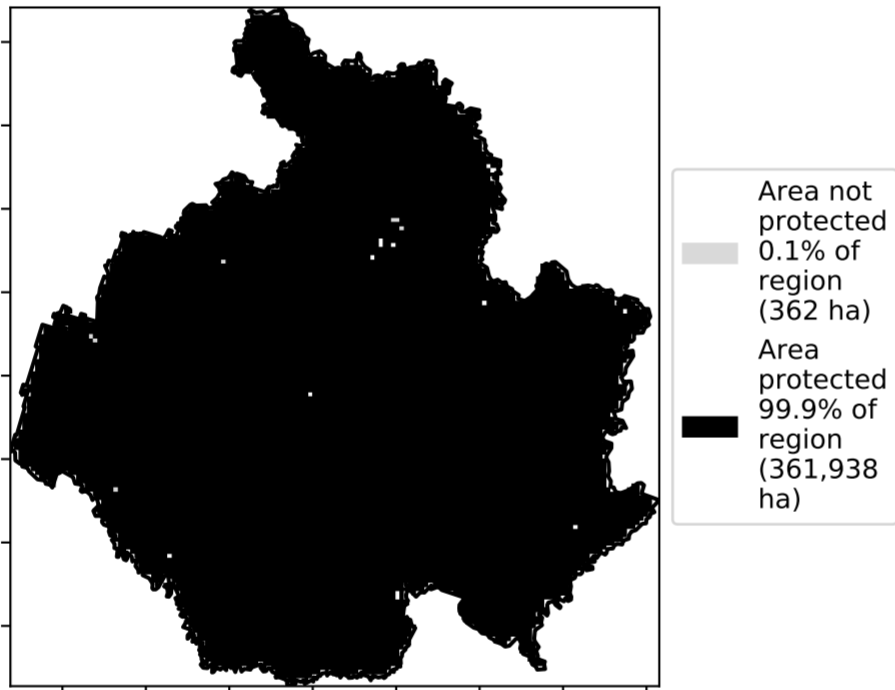 Area not
protected
0.1% of
region
(362 ha)
Area
protected
99.9% of
region
(361,938
ha)